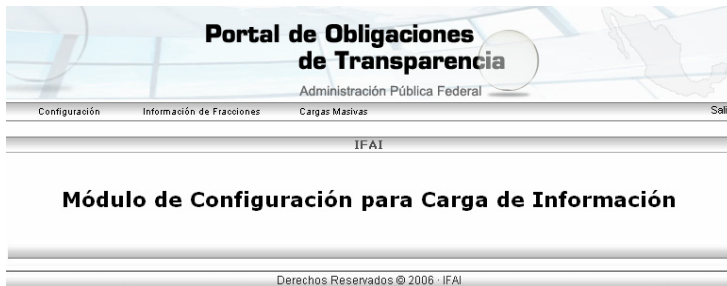 Portal de Obligaciones
de Transparencia
Administración Pública Federal
Configuración Información de Fracciones Cargas Masivas Sali
IFAI
Módulo de Configuración para Carga de Información
Derechos Reservados © 2006 · IFAI